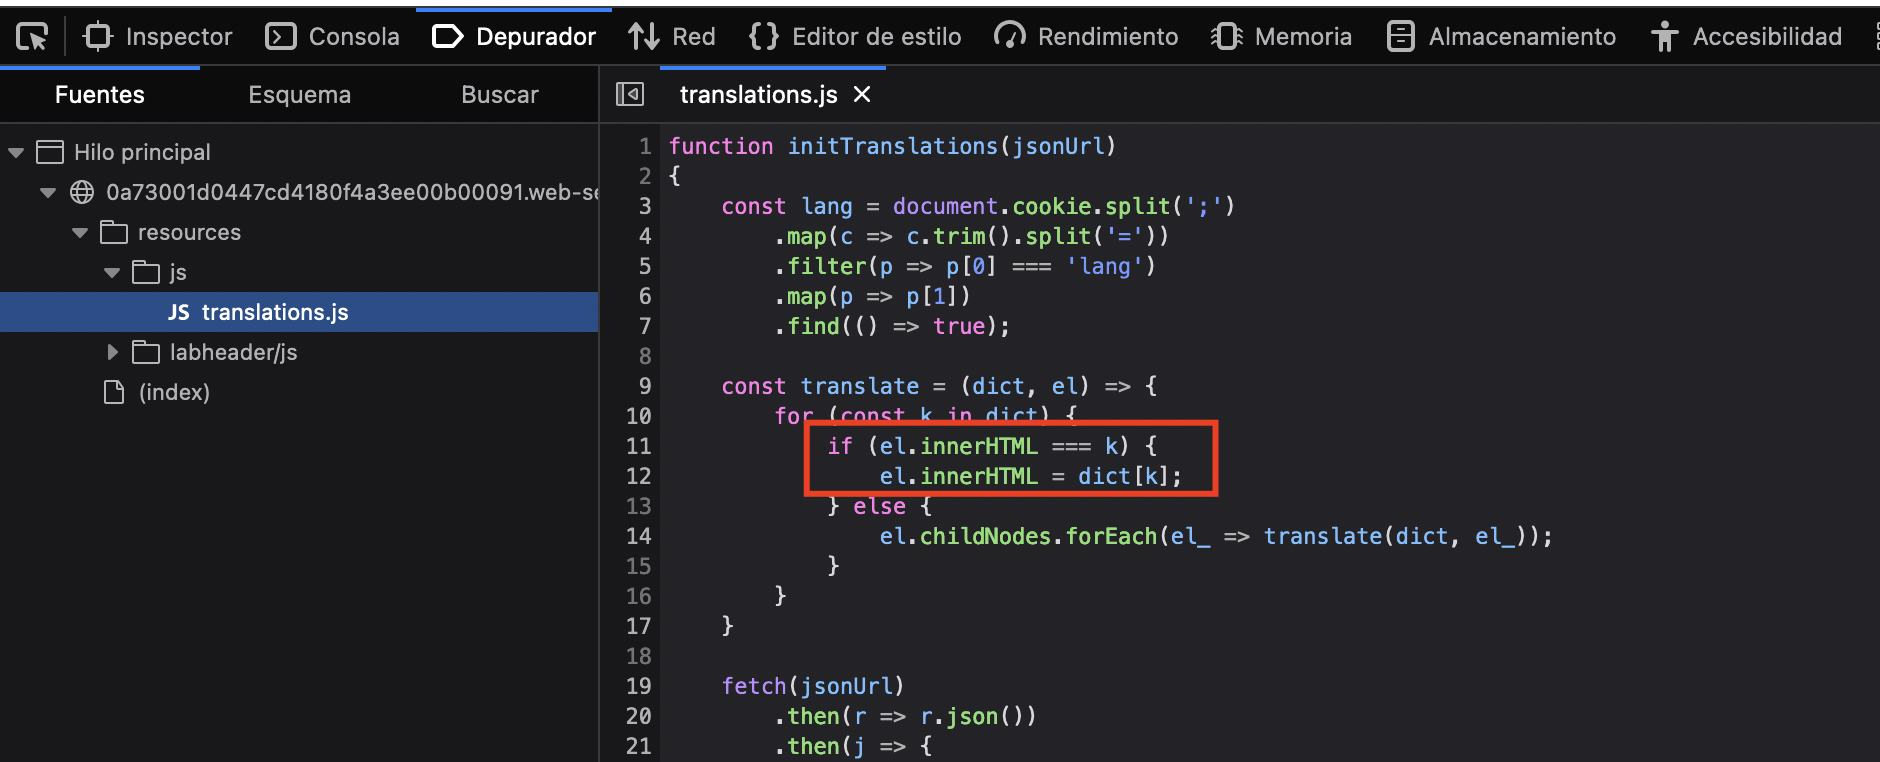 Inspector Consola Depurador Red Editor de estilo Rendimiento Memoria Almacenamiento Accesibilidad
Fuentes Esquema Buscar
Hilo principal
0a73001d0447cd4180f4a3ee00b00091.web-se
resources
js
JS translations.js
labheader/js
(index)
translations.js
1 function initTranslations(jsonUrl)
2 {
3     const lang = document.cookie.split(';')
4         .map(c => c.trim().split('='))
5         .filter(p => p[0] === 'lang')
6         .map(p => p[1])
7         .find(() => true);
8
9     const translate = (dict, el) => {
10         for (const k in dict) {
11             if (el.innerHTML === k) {
12                 el.innerHTML = dict[k];
13             } else {
14                 el.childNodes.forEach(el_ => translate(dict, el_));
15             }
16         }
17     }
18
19     fetch(jsonUrl)
20         .then(r => r.json())
21         .then(j => {